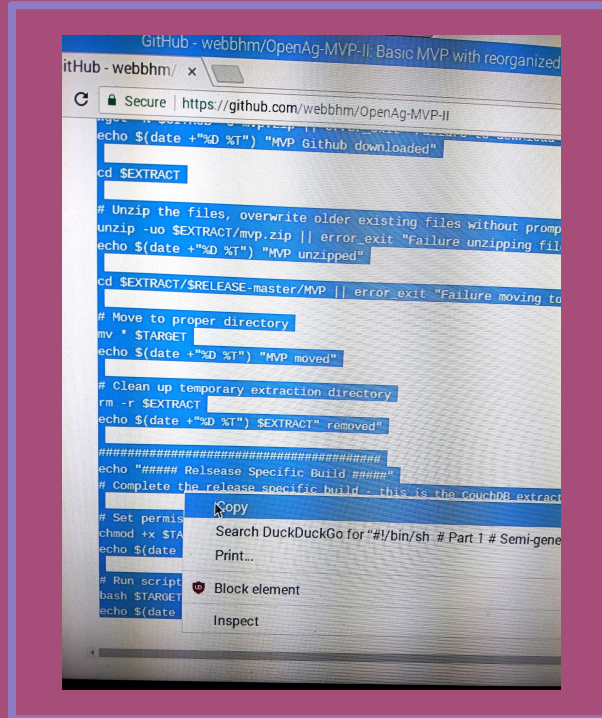 GitHub - webbhm/OpenAg-MVP-II: Basic MVP with reorganized
itHub - webbhm/ ×
Secure | https://github.com/webbhm/OpenAg-MVP-II
echo $(date +"%D %T") "MVP Github downloaded"
cd $EXTRACT
# Unzip the files, overwrite older existing files without promp
unzip -uo $EXTRACT/mvp.zip || error_exit "Failure unzipping fil
echo $(date +"%D %T") "MVP unzipped"
cd $EXTRACT/$RELEASE-master/MVP || error_exit "Failure moving to
# Move to proper directory
mv * $TARGET
echo $(date +"%D %T") "MVP moved"
# Clean up temporary extraction directory
rm -r $EXTRACT
echo $(date +"%D %T") $EXTRACT" removed"
#######################################
echo "##### Relsease Specific Build #####"
# Complete the release specific build - this is the CouchDB extract
Copy
# Set permis
Search DuckDuckGo for "#!/bin/sh # Part 1 # Semi-gene
chmod +x $TA
echo $(date
Print...
# Run script
Block element
bash $TARGET
echo $(date
Inspect